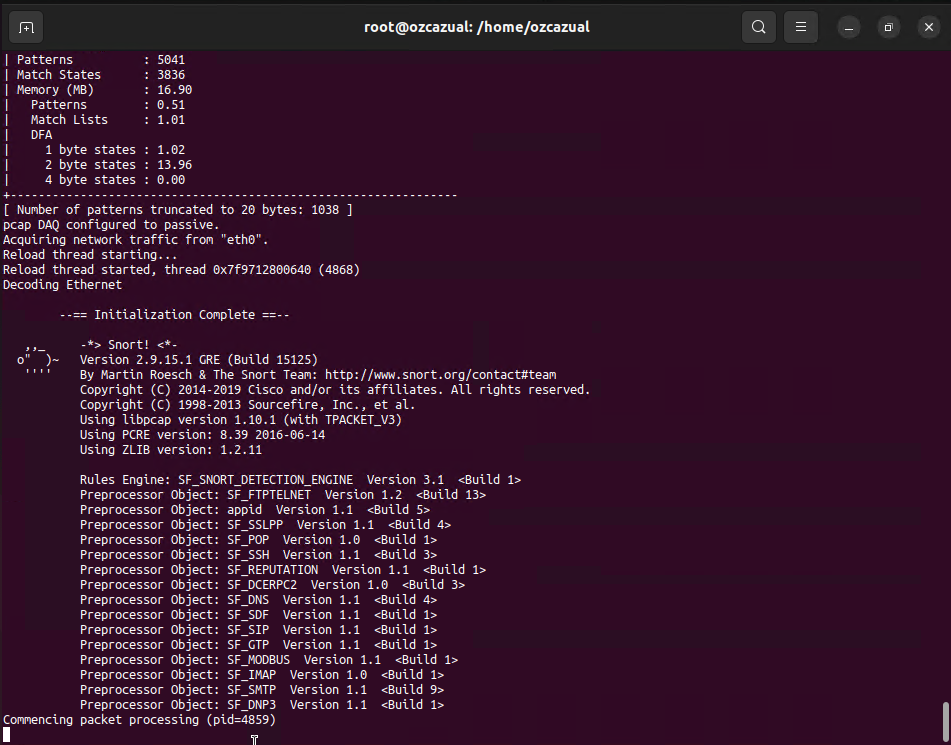 root@ozcazual: /home/ozcazual
| Patterns          : 5041
| Match States      : 3836
| Memory (MB)       : 16.90
|   Patterns        : 0.51
|   Match Lists     : 1.01
|   DFA
|     1 byte states : 1.02
|     2 byte states : 13.96
|     4 byte states : 0.00
+----------------------------------------------------------------
[ Number of patterns truncated to 20 bytes: 1038 ]
pcap DAQ configured to passive.
Acquiring network traffic from "eth0".
Reload thread starting...
Reload thread started, thread 0x7f9712800640 (4868)
Decoding Ethernet
--== Initialization Complete ==--
,,_     -*> Snort! <*-
o"  )~   Version 2.9.15.1 GRE (Build 15125)
''''    By Martin Roesch & The Snort Team: http://www.snort.org/contact#team
Copyright (C) 2014-2019 Cisco and/or its affiliates. All rights reserved.
Copyright (C) 1998-2013 Sourcefire, Inc., et al.
Using libpcap version 1.10.1 (with TPACKET_V3)
Using PCRE version: 8.39 2016-06-14
Using ZLIB version: 1.2.11
Rules Engine: SF_SNORT_DETECTION_ENGINE  Version 3.1  <Build 1>
Preprocessor Object: SF_FTPTELNET  Version 1.2  <Build 13>
Preprocessor Object: appid  Version 1.1  <Build 5>
Preprocessor Object: SF_SSLPP  Version 1.1  <Build 4>
Preprocessor Object: SF_POP  Version 1.0  <Build 1>
Preprocessor Object: SF_SSH  Version 1.1  <Build 3>
Preprocessor Object: SF_REPUTATION  Version 1.1  <Build 1>
Preprocessor Object: SF_DCERPC2  Version 1.0  <Build 3>
Preprocessor Object: SF_DNS  Version 1.1  <Build 4>
Preprocessor Object: SF_SDF  Version 1.1  <Build 1>
Preprocessor Object: SF_SIP  Version 1.1  <Build 1>
Preprocessor Object: SF_GTP  Version 1.1  <Build 1>
Preprocessor Object: SF_MODBUS  Version 1.1  <Build 1>
Preprocessor Object: SF_IMAP  Version 1.0  <Build 1>
Preprocessor Object: SF_SMTP  Version 1.1  <Build 9>
Preprocessor Object: SF_DNP3  Version 1.1  <Build 1>
Commencing packet processing (pid=4859)